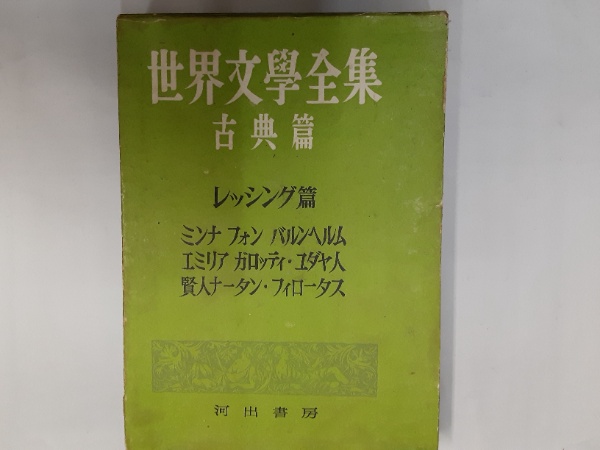 世界文學全集
古典篇
レッシング篇
ミンナ フォン バルンヘルム
エミリア ガロッティ・ユダヤ人
賢人ナータン・フィロータス
河出書房